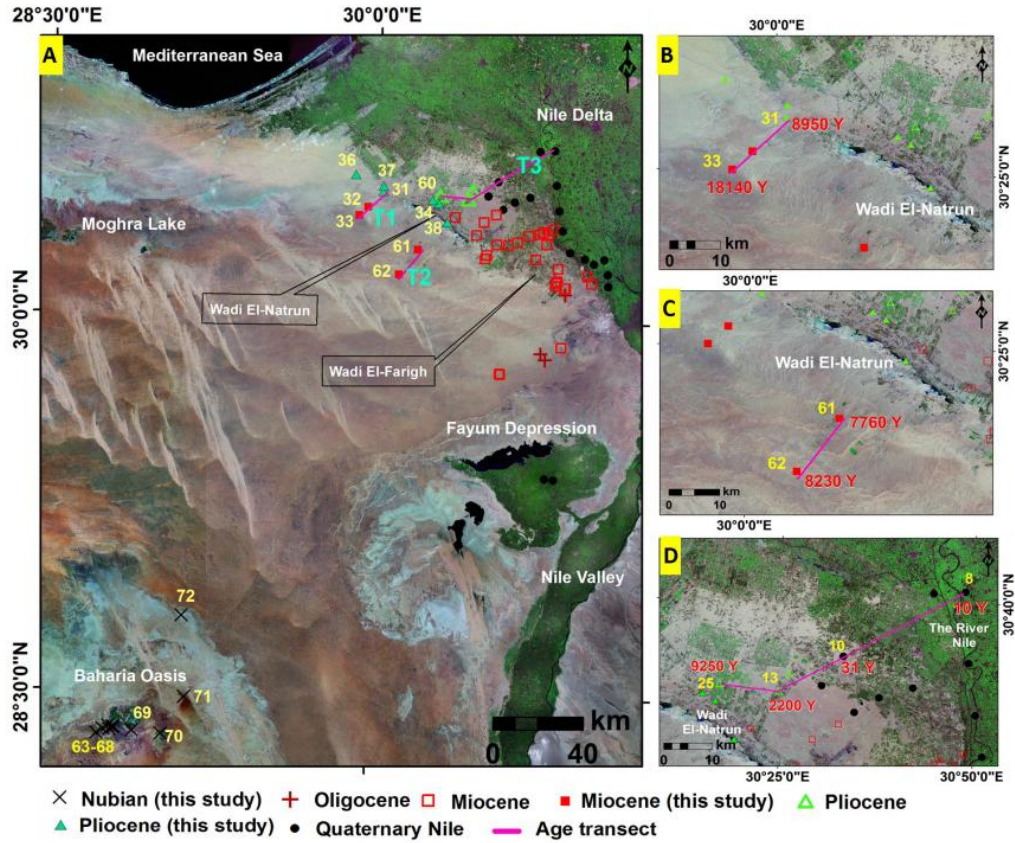 28°30'0"E
30°0'0"E
A
Mediterranean Sea
N
Nile Delta
36
37
60
T3
31
32
33
T1
34
38
Moghra Lake
61
62
T2
Wadi El-Natrun
30°0'0"N
Wadi El-Farigh
Fayum Depression
Nile Valley
72
Baharia Oasis
71
69
63-68
70
28°30'0"N
km
0 40
30°0'0"E
B
N
31
8950 Y
33
18140 Y
Wadi El-Natrun
30°25'0"N
km
0 10
30°0'0"E
C
N
Wadi El-Natrun
30°25'0"N
61
7760 Y
62
8230 Y
km
0 10
30°0'0"E
D
N
8
10 Y
The River
Nile
30°40'0"N
10
31 Y
9250 Y
25
13
2200 Y
Wadi
El-Natrun
km
0 10
30°25'0"E
30°50'0"E
Nubian (this study)
Oligocene
Miocene
Miocene (this study)
Pliocene
Pliocene (this study)
Quaternary Nile
Age transect